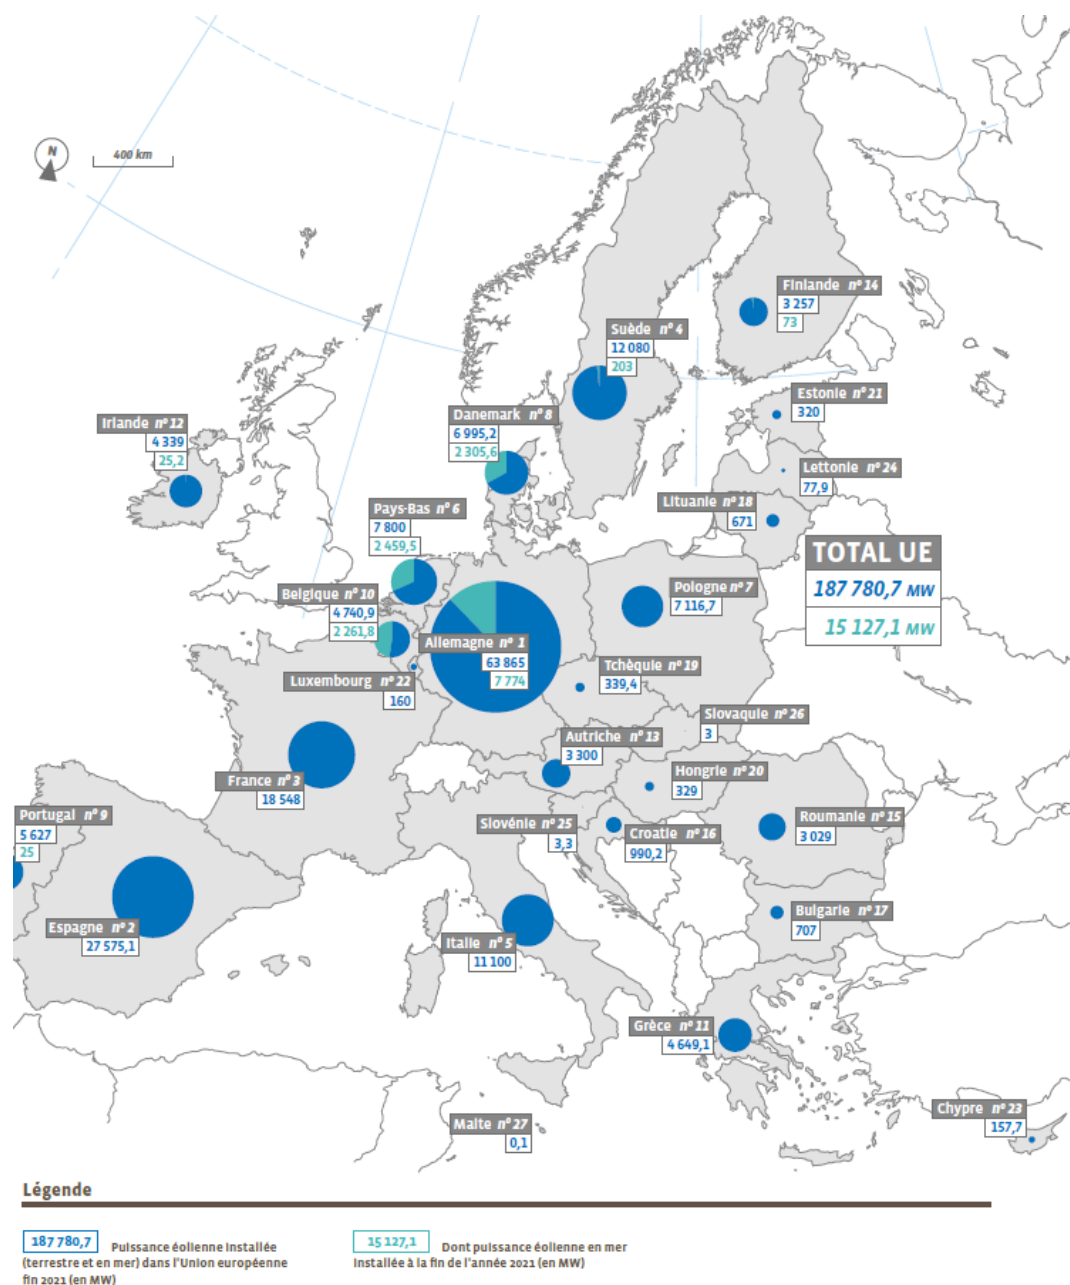 N
400 km
Finlande n° 14
3 257
73
Suède n° 4
12 080
203
Estonie n° 21
320
Danemark n° 8
6 995,2
2 305,6
Irlande n° 12
4 339
25,2
Lettonie n° 24
77,9
Lituanie n° 18
671
Pays-Bas n° 6
7 800
2 459,5
TOTAL UE
187 780,7 MW
15 127,1 MW
Pologne n° 7
7 116,7
Belgique n° 10
4 740,9
2 261,8
Allemagne n° 1
63 865
7 774
Luxembourg n° 22
160
Tchèquie n° 19
339,4
Slovaquie n° 26
3
Autriche n° 13
3 300
France n° 3
18 548
Hongrie n° 20
329
Portugal n° 9
5 627
25
Slovénie n° 25
3,3
Croatie n° 16
990,2
Roumanie n° 15
3 029
Espagne n° 2
27 575,1
Italie n° 5
11 100
Bulgarie n° 17
707
Grèce n° 11
4 649,1
Malte n° 27
0,1
Chypre n° 23
157,7
Légende
187 780,7 Puissance éolienne installée
(terrestre et en mer) dans l'Union européenne
fin 2021 (en MW)
15 127,1 Dont puissance éolienne en mer
installée à la fin de l'année 2021 (en MW)